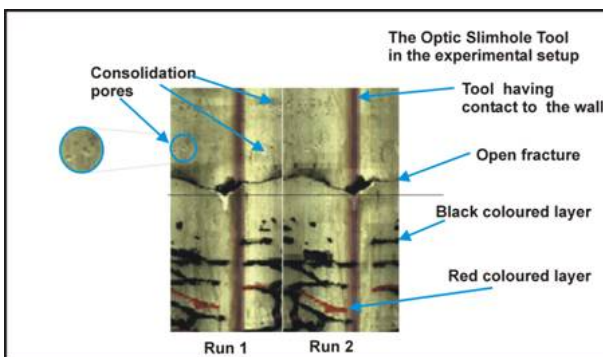 The Optic Slimhole Tool
in the experimental setup
Consolidation
pores
Tool having
contact to the wall
Open fracture
Black coloured layer
Red coloured layer
Run 1
Run 2